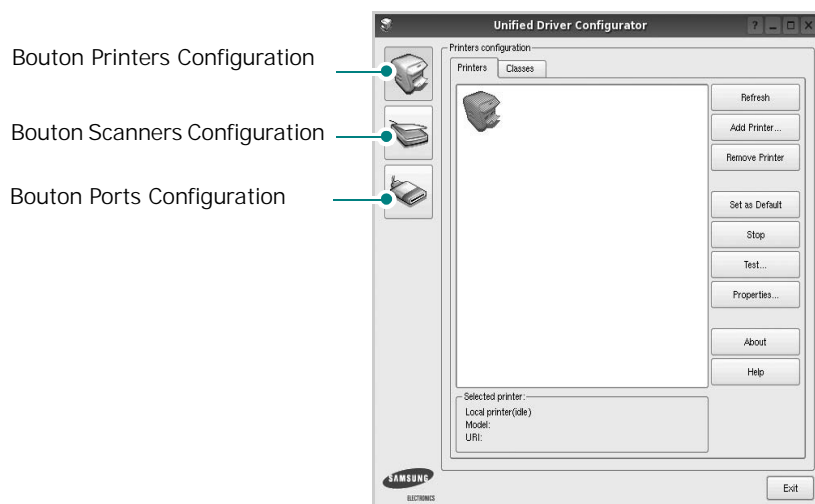 Unified Driver Configurator
Bouton Printers Configuration
Bouton Scanners Configuration
Bouton Ports Configuration
Printers configuration
Printers
Classes
Refresh
Add Printer...
Remove Printer
Set as Default
Stop
Test...
Properties...
About
Help
Selected printer:
Local printer(idle)
Model:
URI:
SAMSUNG
ELECTRONICS
Exit